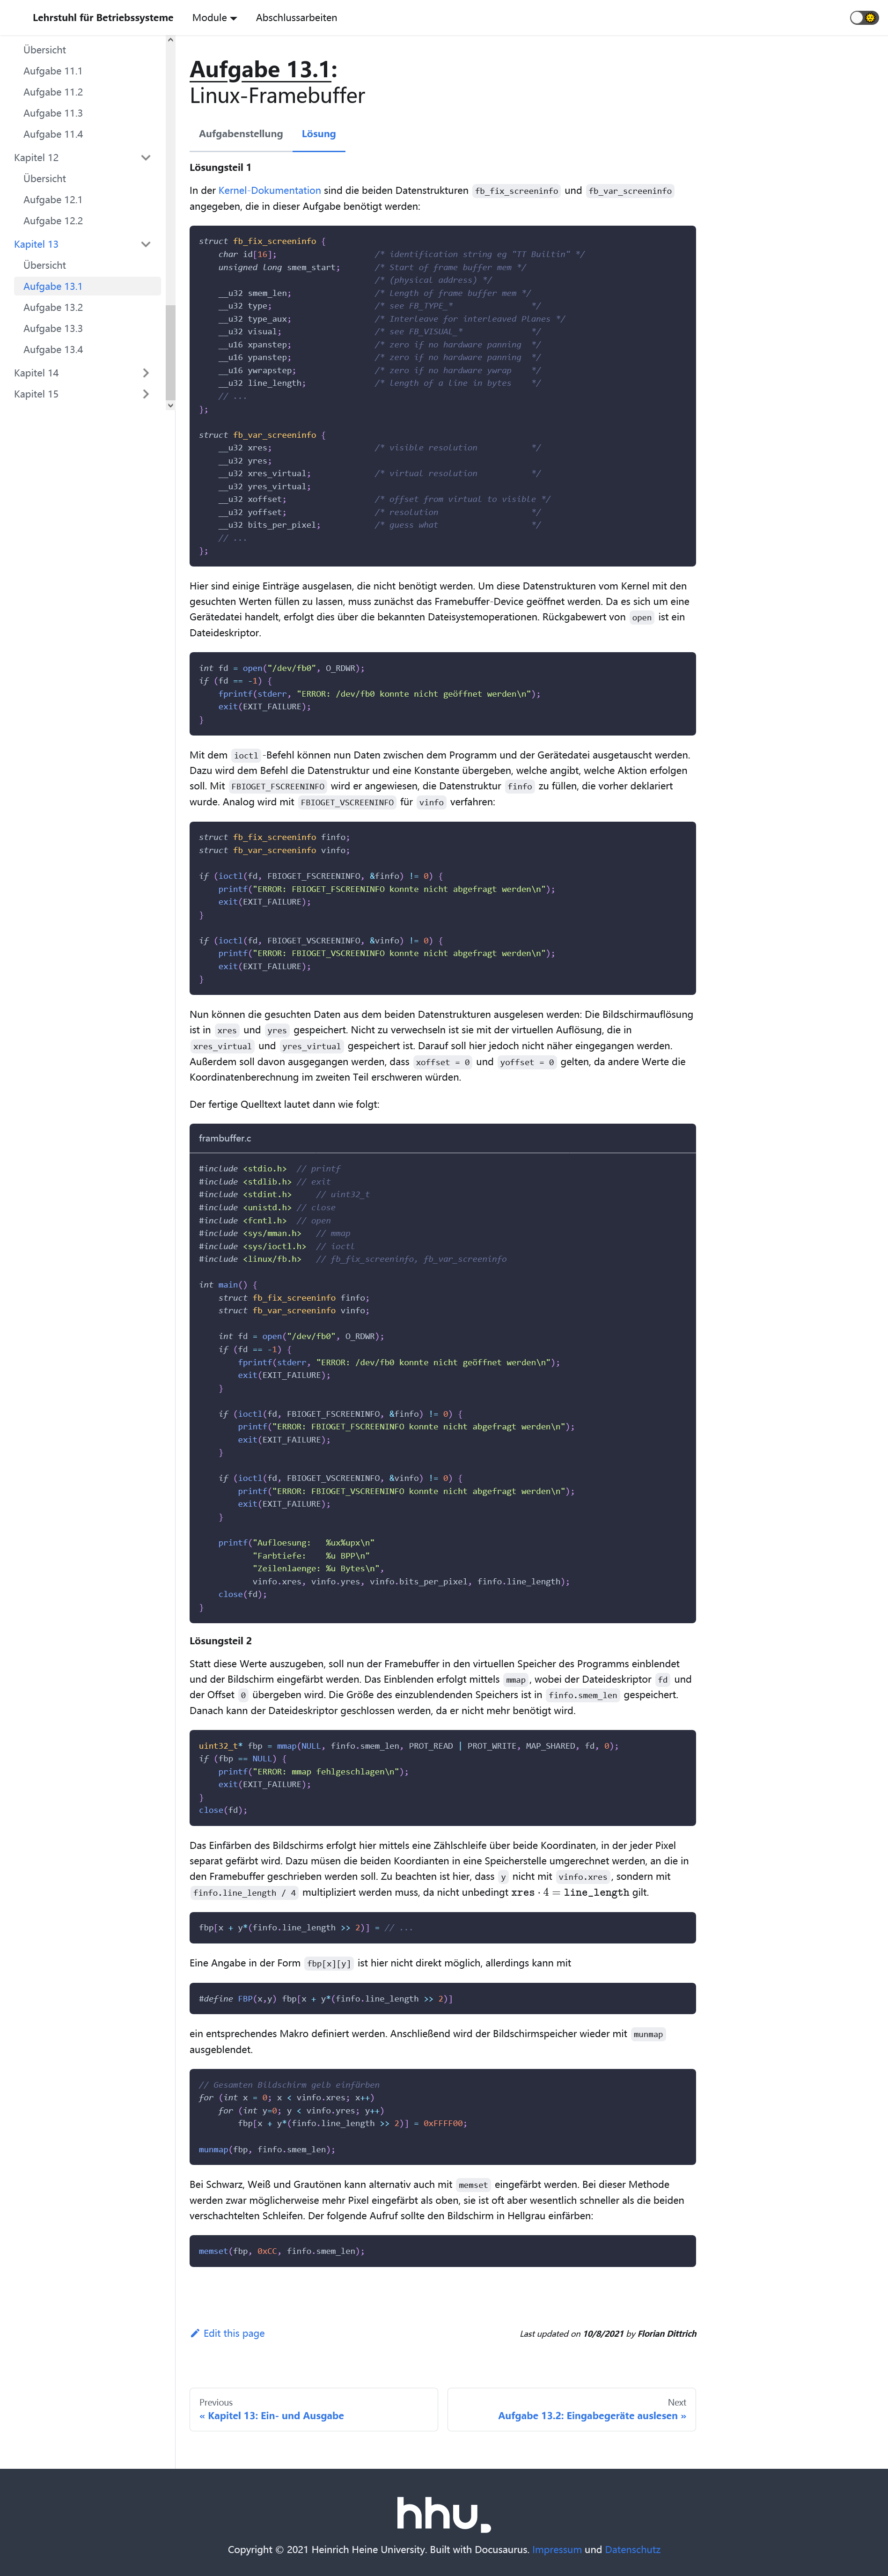 Lehrstuhl für Betriebssysteme Module Abschlussarbeiten
Übersicht
Aufgabe 11.1
Aufgabe 11.2
Aufgabe 11.3
Aufgabe 11.4
Kapitel 12
Übersicht
Aufgabe 12.1
Aufgabe 12.2
Kapitel 13
Übersicht
Aufgabe 13.1
Aufgabe 13.2
Aufgabe 13.3
Aufgabe 13.4
Kapitel 14
Kapitel 15
Aufgabe 13.1:
Linux-Framebuffer
Aufgabenstellung Lösung
Lösungsteil 1
In der Kernel-Dokumentation sind die beiden Datenstrukturen fb_fix_screeninfo und fb_var_screeninfo
angegeben, die in dieser Aufgabe benötigt werden:
struct fb_fix_screeninfo {
    char id[16];                    /* identification string eg "TT Builtin" */
    unsigned long smem_start;       /* Start of frame buffer mem */
                                    /* (physical address) */
    __u32 smem_len;                 /* Length of frame buffer mem */
    __u32 type;                     /* see FB_TYPE_*                */
    __u32 type_aux;                 /* Interleave for interleaved Planes */
    __u32 visual;                   /* see FB_VISUAL_*              */
    __u16 xpanstep;                 /* zero if no hardware panning  */
    __u16 ypanstep;                 /* zero if no hardware panning  */
    __u16 ywrapstep;                /* zero if no hardware ywrap    */
    __u32 line_length;              /* length of a line in bytes    */
    // ...
};
struct fb_var_screeninfo {
    __u32 xres;                     /* visible resolution           */
    __u32 yres;
    __u32 xres_virtual;             /* virtual resolution           */
    __u32 yres_virtual;
    __u32 xoffset;                  /* offset from virtual to visible */
    __u32 yoffset;                  /* resolution                   */
    __u32 bits_per_pixel;           /* guess what                   */
    // ...
};
Hier sind einige Einträge ausgelasen, die nicht benötigt werden. Um diese Datenstrukturen vom Kernel mit den
gesuchten Werten füllen zu lassen, muss zunächst das Framebuffer-Device geöffnet werden. Da es sich um eine
Gerätedatei handelt, erfolgt dies über die bekannten Dateisystemoperationen. Rückgabewert von open ist ein
Dateideskriptor.
int fd = open("/dev/fb0", O_RDWR);
if (fd == -1) {
    fprintf(stderr, "ERROR: /dev/fb0 konnte nicht geöffnet werden\n");
    exit(EXIT_FAILURE);
}
Mit dem ioctl-Befehl können nun Daten zwischen dem Programm und der Gerätedatei ausgetauscht werden.
Dazu wird dem Befehl die Datenstruktur und eine Konstante übergeben, welche angibt, welche Aktion erfolgen
soll. Mit FBIOGET_FSCREENINFO wird er angewiesen, die Datenstruktur finfo zu füllen, die vorher deklariert
wurde. Analog wird mit FBIOGET_VSCREENINFO für vinfo verfahren:
struct fb_fix_screeninfo finfo;
struct fb_var_screeninfo vinfo;
if (ioctl(fd, FBIOGET_FSCREENINFO, &finfo) != 0) {
    printf("ERROR: FBIOGET_FSCREENINFO konnte nicht abgefragt werden\n");
    exit(EXIT_FAILURE);
}
if (ioctl(fd, FBIOGET_VSCREENINFO, &vinfo) != 0) {
    printf("ERROR: FBIOGET_VSCREENINFO konnte nicht abgefragt werden\n");
    exit(EXIT_FAILURE);
}
Nun können die gesuchten Daten aus dem beiden Datenstrukturen ausgelesen werden: Die Bildschirmauflösung
ist in xres und yres gespeichert. Nicht zu verwechseln ist sie mit der virtuellen Auflösung, die in
xres_virtual und yres_virtual gespeichert ist. Darauf soll hier jedoch nicht näher eingegangen werden.
Außerdem soll davon ausgegangen werden, dass xoffset = 0 und yoffset = 0 gelten, da andere Werte die
Koordinatenberechnung im zweiten Teil erschweren würden.
Der fertige Quelltext lautet dann wie folgt:
frambuffer.c
#include <stdio.h>  // printf
#include <stdlib.h> // exit
#include <stdint.h>     // uint32_t
#include <unistd.h> // close
#include <fcntl.h>  // open
#include <sys/mman.h>   // mmap
#include <sys/ioctl.h>  // ioctl
#include <linux/fb.h>   // fb_fix_screeninfo, fb_var_screeninfo
int main() {
    struct fb_fix_screeninfo finfo;
    struct fb_var_screeninfo vinfo;
    int fd = open("/dev/fb0", O_RDWR);
    if (fd == -1) {
        fprintf(stderr, "ERROR: /dev/fb0 konnte nicht geöffnet werden\n");
        exit(EXIT_FAILURE);
    }
    if (ioctl(fd, FBIOGET_FSCREENINFO, &finfo) != 0) {
        printf("ERROR: FBIOGET_FSCREENINFO konnte nicht abgefragt werden\n");
        exit(EXIT_FAILURE);
    }
    if (ioctl(fd, FBIOGET_VSCREENINFO, &vinfo) != 0) {
        printf("ERROR: FBIOGET_VSCREENINFO konnte nicht abgefragt werden\n");
        exit(EXIT_FAILURE);
    }
    printf("Aufloesung:   %ux%upx\n"
           "Farbtiefe:    %u BPP\n"
           "Zeilenlaenge: %u Bytes\n",
           vinfo.xres, vinfo.yres, vinfo.bits_per_pixel, finfo.line_length);
    close(fd);
}
Lösungsteil 2
Statt diese Werte auszugeben, soll nun der Framebuffer in den virtuellen Speicher des Programms einblendet
und der Bildschirm eingefärbt werden. Das Einblenden erfolgt mittels mmap, wobei der Dateideskriptor fd und
der Offset 0 übergeben wird. Die Größe des einzublendenden Speichers ist in finfo.smem_len gespeichert.
Danach kann der Dateideskriptor geschlossen werden, da er nicht mehr benötigt wird.
uint32_t* fbp = mmap(NULL, finfo.smem_len, PROT_READ | PROT_WRITE, MAP_SHARED, fd, 0);
if (fbp == NULL) {
    printf("ERROR: mmap fehlgeschlagen\n");
    exit(EXIT_FAILURE);
}
close(fd);
Das Einfärben des Bildschirms erfolgt hier mittels eine Zählschleife über beide Koordinaten, in der jeder Pixel
separat gefärbt wird. Dazu müsen die beiden Koordianten in eine Speicherstelle umgerechnet werden, an die in
den Framebuffer geschrieben werden soll. Zu beachten ist hier, dass y nicht mit vinfo.xres, sondern mit
finfo.line_length / 4 multipliziert werden muss, da nicht unbedingt xres · 4 = line_length gilt.
fbp[x + y*(finfo.line_length >> 2)] = // ...
Eine Angabe in der Form fbp[x][y] ist hier nicht direkt möglich, allerdings kann mit
#define FBP(x,y) fbp[x + y*(finfo.line_length >> 2)]
ein entsprechendes Makro definiert werden. Anschließend wird der Bildschirmspeicher wieder mit munmap
ausgeblendet.
// Gesamten Bildschirm gelb einfärben
for (int x = 0; x < vinfo.xres; x++)
    for (int y=0; y < vinfo.yres; y++)
        fbp[x + y*(finfo.line_length >> 2)] = 0xFFFF00;
munmap(fbp, finfo.smem_len);
Bei Schwarz, Weiß und Grautönen kann alternativ auch mit memset eingefärbt werden. Bei dieser Methode
werden zwar möglicherweise mehr Pixel eingefärbt als oben, sie ist oft aber wesentlich schneller als die beiden
verschachtelten Schleifen. Der folgende Aufruf sollte den Bildschirm in Hellgrau einfärben:
memset(fbp, 0xCC, finfo.smem_len);
Edit this page Last updated on 10/8/2021 by Florian Dittrich
Previous
« Kapitel 13: Ein- und Ausgabe
Next
Aufgabe 13.2: Eingabegeräte auslesen »
hhu.
Copyright © 2021 Heinrich Heine University. Built with Docusaurus. Impressum und Datenschutz